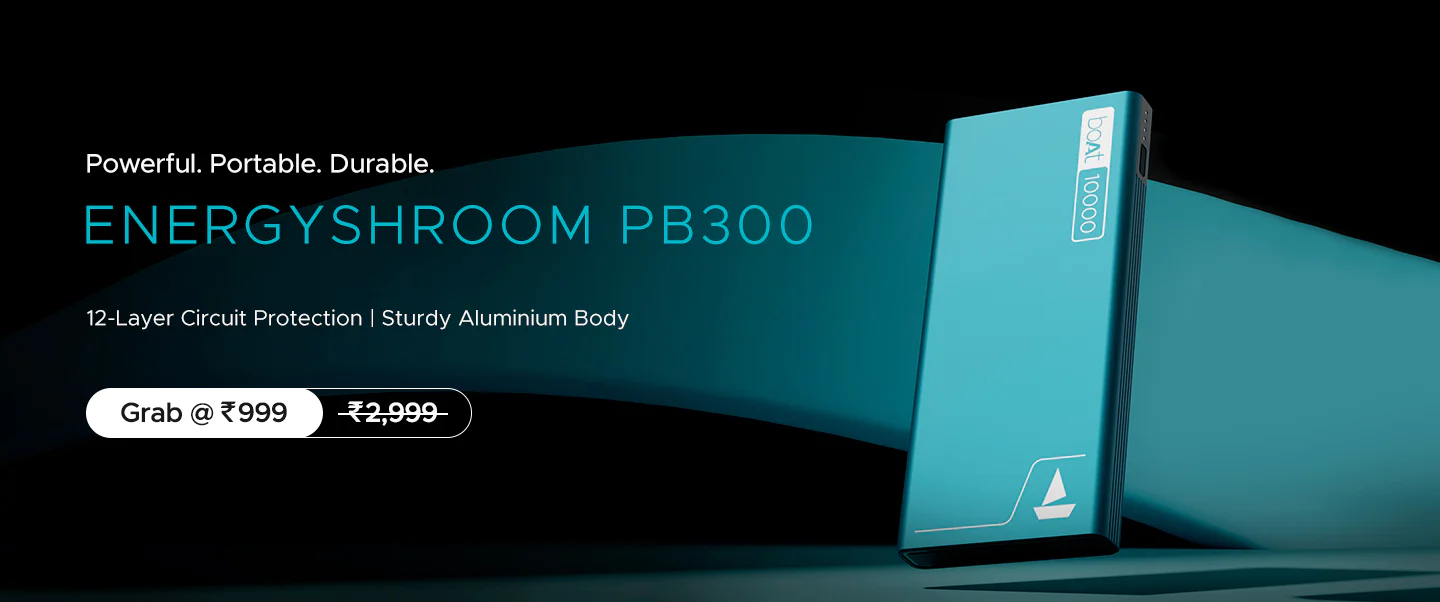 Powerful. Portable. Durable.
ENERGYSHROOM PB300
12-Layer Circuit Protection | Sturdy Aluminium Body
Grab @ ₹999 ₹2,999
boAt 10000